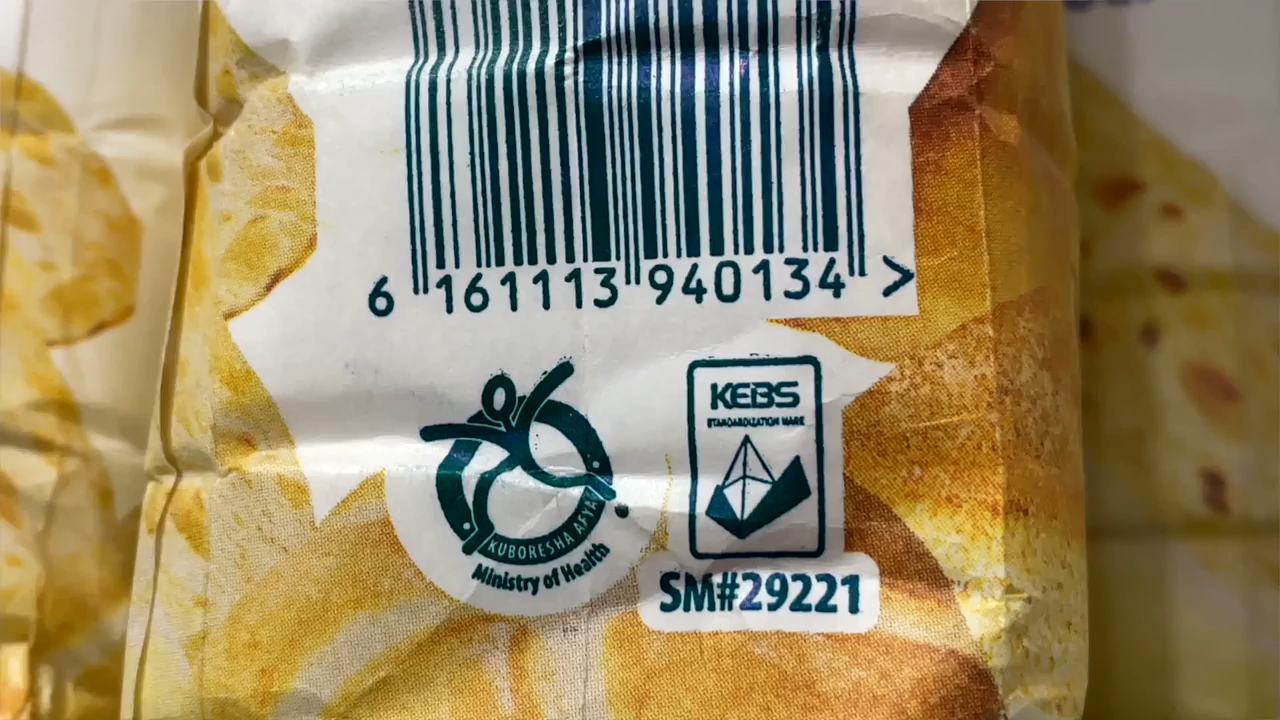 6 161113 940134 >
KEBS
STANDARDIZATION MARK
KUBORESHA AFYA
Ministry of Health
SM#29221